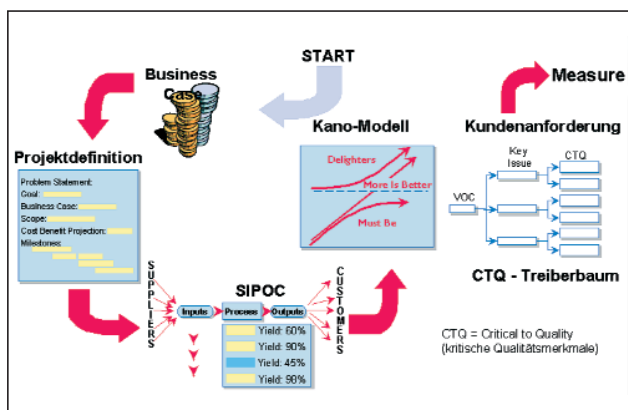 START
Business
Case
Measure
Kano-Modell
Delighters
More Is Better
Must Be
Kundenanforderung
Key
Issue
CTQ
VOC
CTQ - Treiberbaum
Projektdefinition
Problem Statement:
Goal:
Business Case:
Scope:
Cost Benefit Projection:
Milestones:
SUPPLIERS
SIPOC
Inputs
Process
Outputs
CUSTOMERS
Yield: 60%
Yield: 90%
Yield: 45%
Yield: 98%
CTQ = Critical to Quality
(kritische Qualitätsmerkmale)